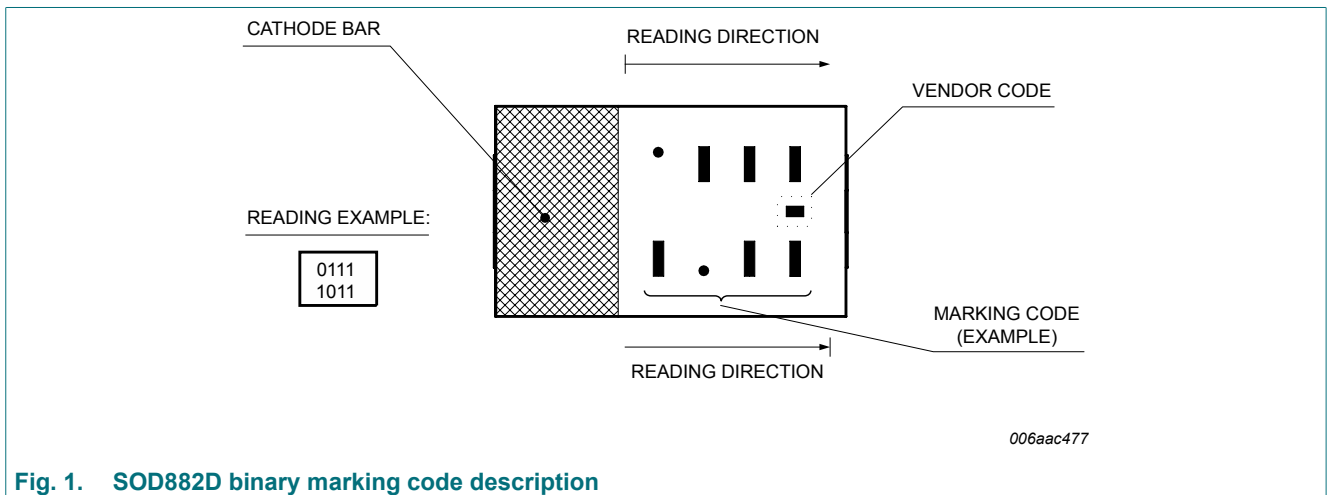 CATHODE BAR
READING DIRECTION
VENDOR CODE
READING EXAMPLE:
0111
1011
MARKING CODE
(EXAMPLE)
READING DIRECTION
006aac477
Fig. 1. SOD882D binary marking code description